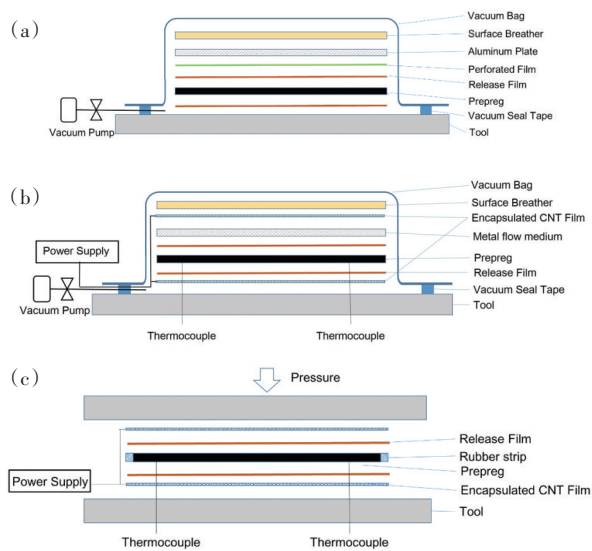 (a)
Vacuum Bag
Surface Breather
Aluminum Plate
Perforated Film
Release Film
Prepreg
Vacuum Seal Tape
Tool
Vacuum Pump
(b)
Vacuum Bag
Surface Breather
Encapsulated CNT Film
Metal flow medium
Prepreg
Release Film
Vacuum Seal Tape
Tool
Power Supply
Vacuum Pump
Thermocouple
Thermocouple
(c)
Pressure
Release Film
Rubber strip
Prepreg
Encapsulated CNT Film
Tool
Power Supply
Thermocouple
Thermocouple